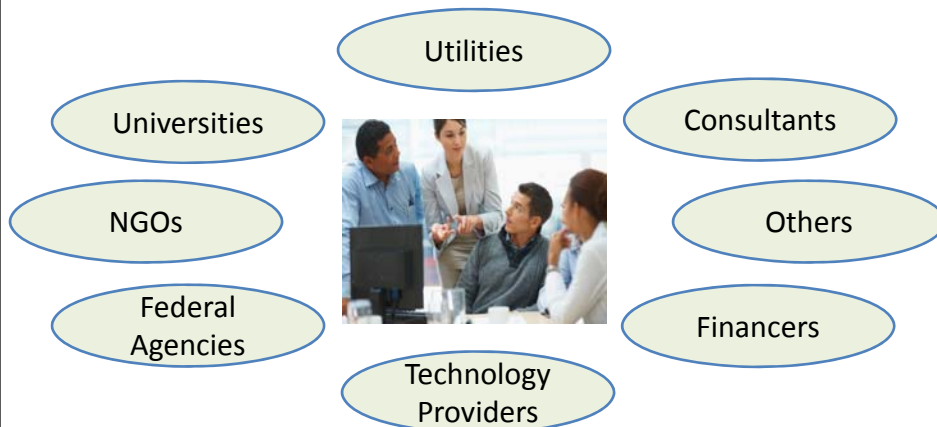 Utilities
Universities
Consultants
NGOs
Others
Federal
Agencies
Financers
Technology
Providers